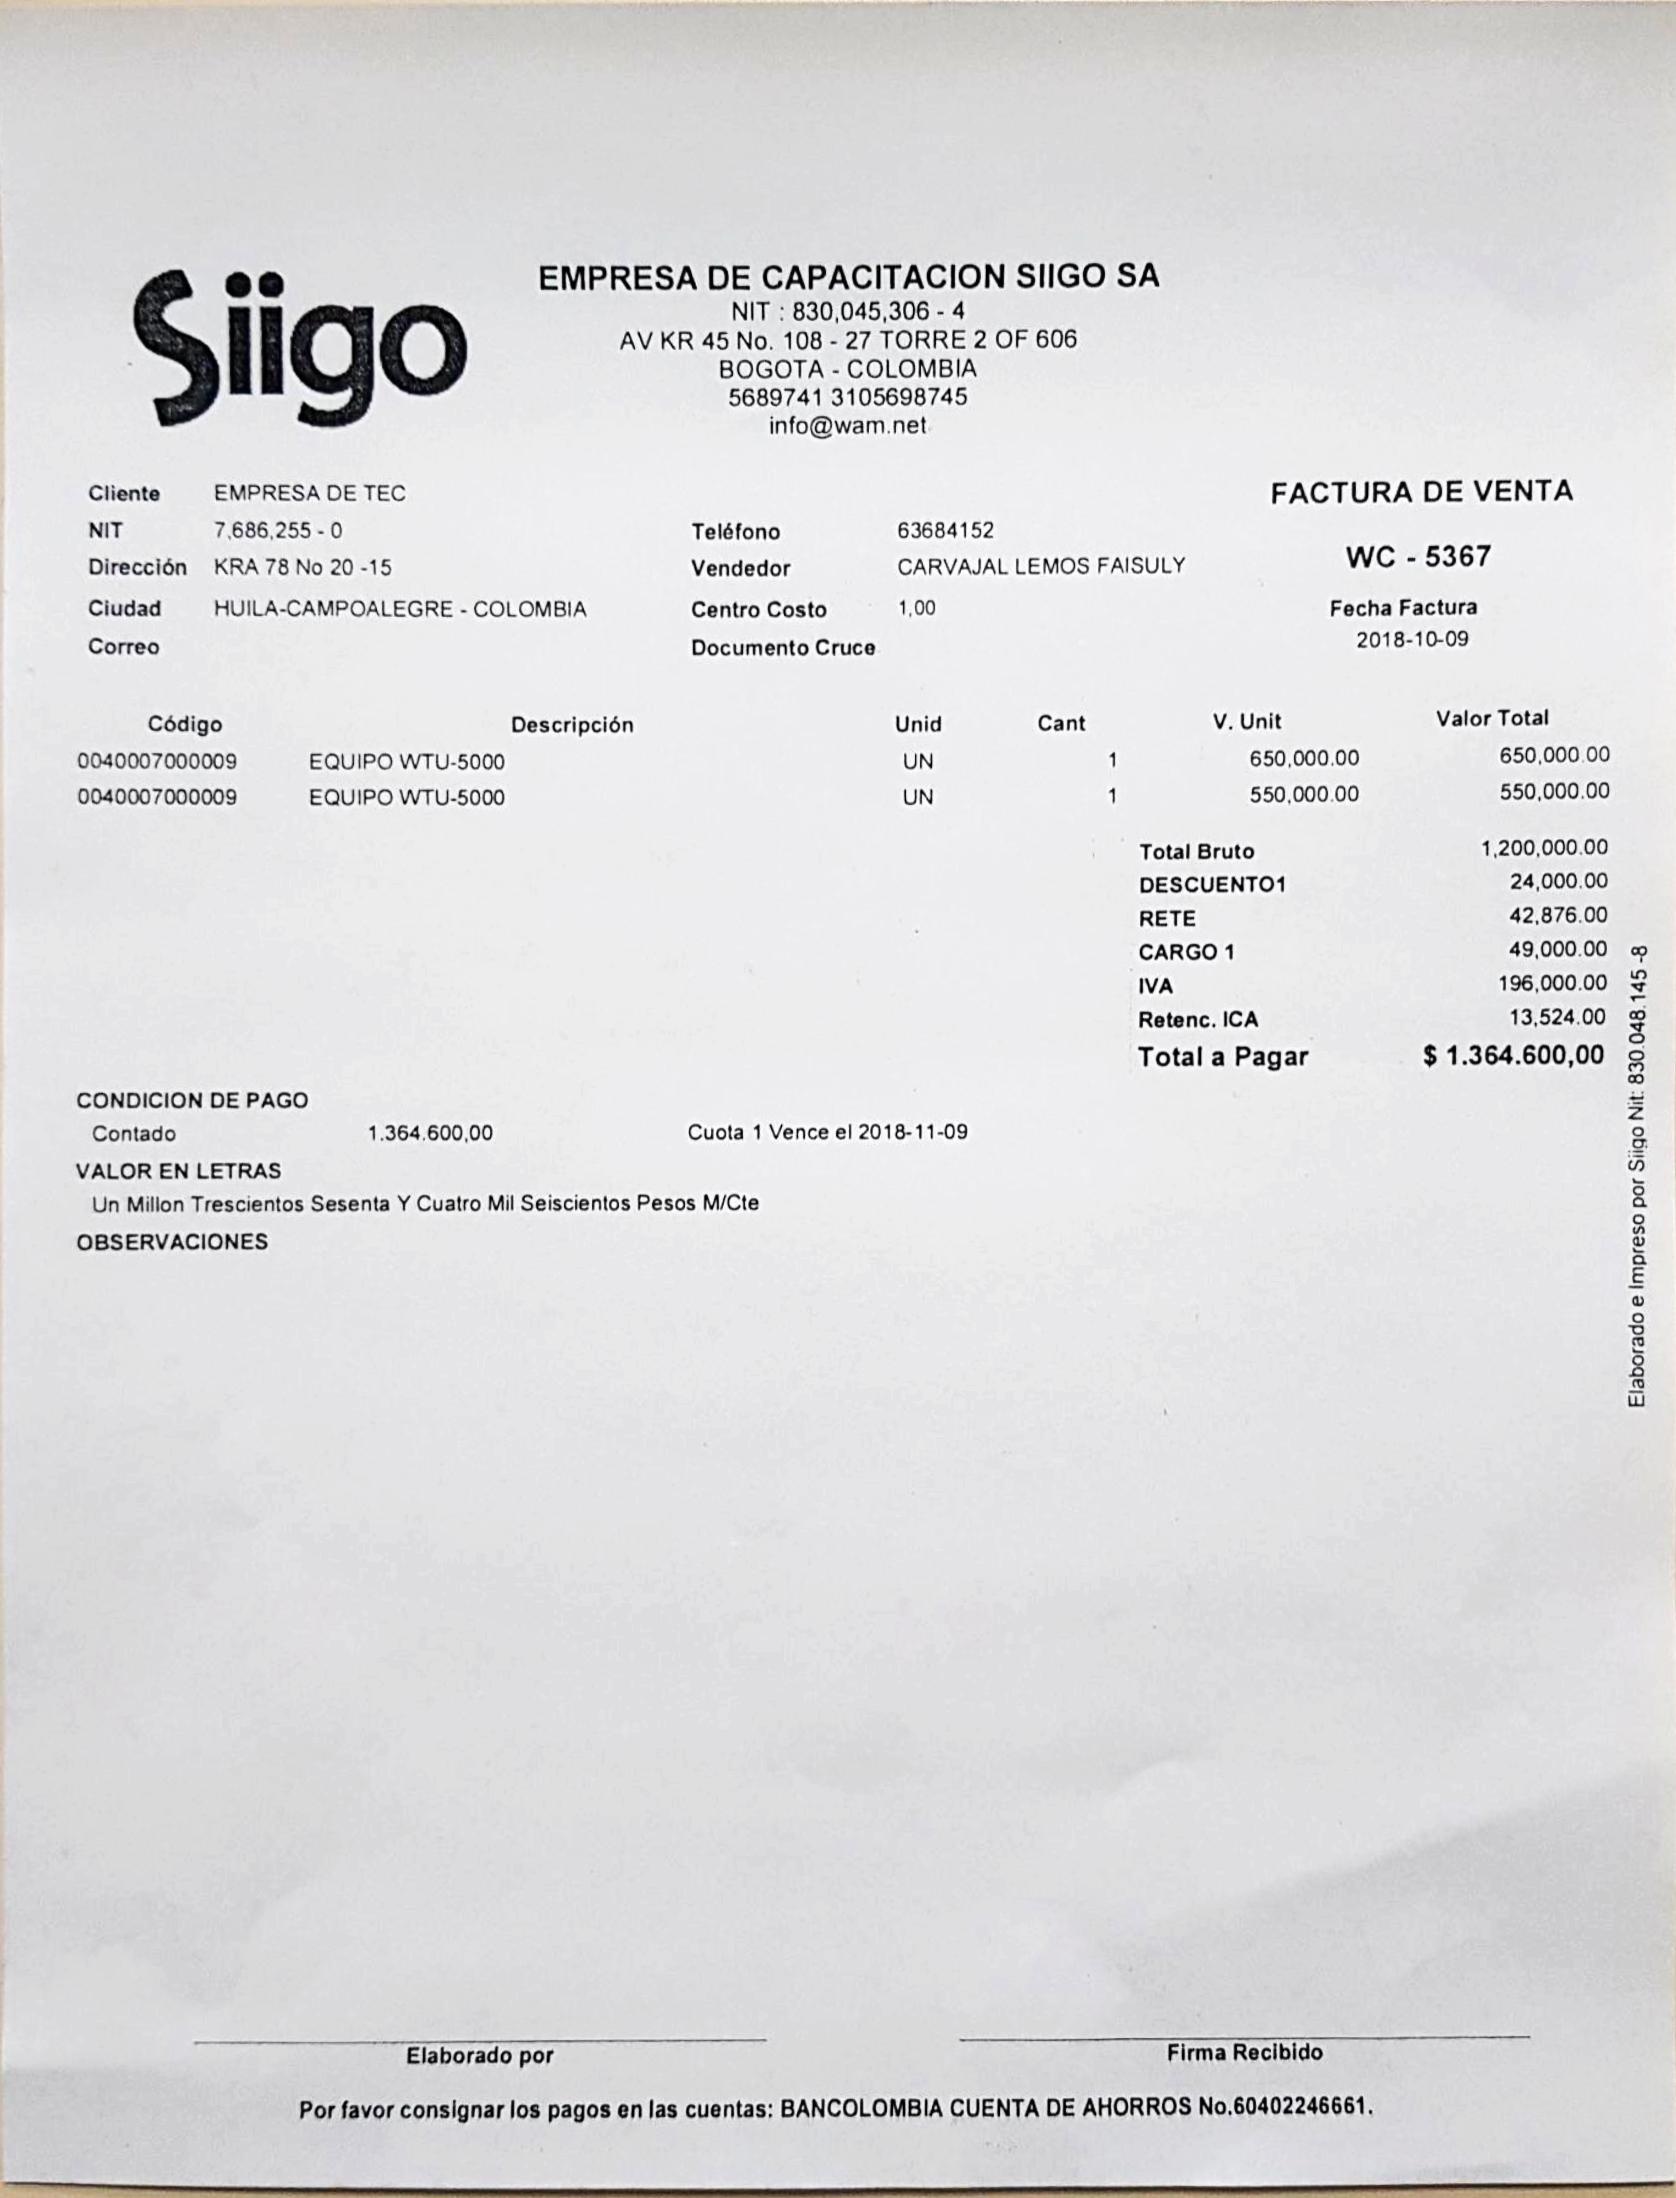 Siigo
EMPRESA DE CAPACITACION SIIGO SA
NIT : 830,045,306 - 4
AV KR 45 No. 108 - 27 TORRE 2 OF 606
BOGOTA - COLOMBIA
5689741 3105698745
info@wam.net
FACTURA DE VENTA
WC - 5367
Fecha Factura
2018-10-09
Cliente EMPRESA DE TEC
NIT 7,686,255 - 0 Teléfono 63684152
Dirección KRA 78 No 20 -15 Vendedor CARVAJAL LEMOS FAISULY
Ciudad HUILA-CAMPOALEGRE - COLOMBIA Centro Costo 1,00
Correo Documento Cruce
Código Descripción Unid Cant V. Unit Valor Total
0040007000009 EQUIPO WTU-5000 UN 1 650,000.00 650,000.00
0040007000009 EQUIPO WTU-5000 UN 1 550,000.00 550,000.00
Total Bruto 1,200,000.00
DESCUENTO1 24,000.00
RETE 42,876.00
CARGO 1 49,000.00
IVA 196,000.00
Retenc. ICA 13,524.00
Total a Pagar $ 1.364.600,00
CONDICION DE PAGO
Contado 1.364.600,00 Cuota 1 Vence el 2018-11-09
VALOR EN LETRAS
Un Millon Trescientos Sesenta Y Cuatro Mil Seiscientos Pesos M/Cte
OBSERVACIONES
Elaborado e Impreso por Siigo Nit: 830.048.145 -8
Elaborado por Firma Recibido
Por favor consignar los pagos en las cuentas: BANCOLOMBIA CUENTA DE AHORROS No.60402246661.